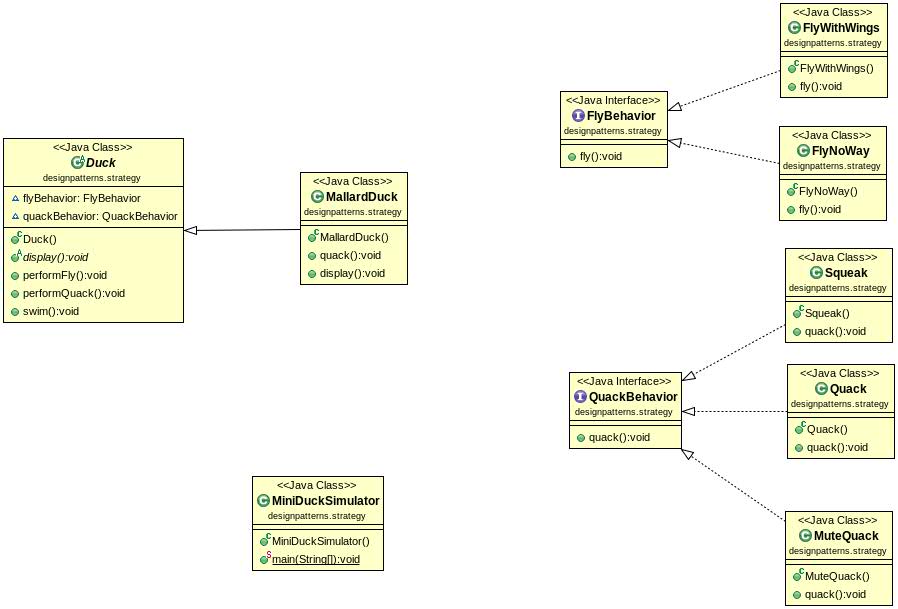 <<Java Class>>
Duck
designpatterns.strategy
flyBehavior: FlyBehavior
quackBehavior: QuackBehavior
Duck()
display():void
performFly():void
performQuack():void
swim():void
<<Java Class>>
MallardDuck
designpatterns.strategy
MallardDuck()
quack():void
display():void
<<Java Class>>
MiniDuckSimulator
designpatterns.strategy
MiniDuckSimulator()
main(String[]):void
<<Java Interface>>
FlyBehavior
designpatterns.strategy
fly():void
<<Java Class>>
FlyWithWings
designpatterns.strategy
FlyWithWings()
fly():void
<<Java Class>>
FlyNoWay
designpatterns.strategy
FlyNoWay()
fly():void
<<Java Interface>>
QuackBehavior
designpatterns.strategy
quack():void
<<Java Class>>
Squeak
designpatterns.strategy
Squeak()
quack():void
<<Java Class>>
Quack
designpatterns.strategy
Quack()
quack():void
<<Java Class>>
MuteQuack
designpatterns.strategy
MuteQuack()
quack():void